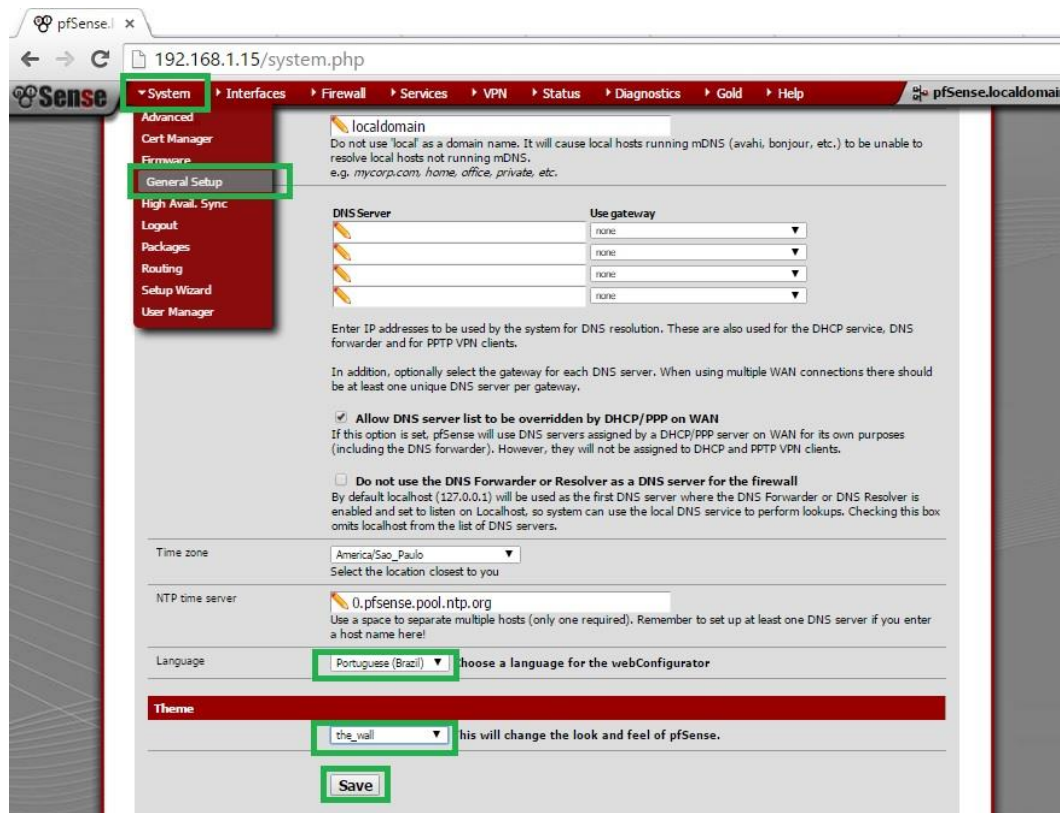 pfSense.l
192.168.1.15/system.php
Sense
System Interfaces Firewall Services VPN Status Diagnostics Gold Help pfSense.localdomain
Advanced
Cert Manager
Firmware
General Setup
High Avail. Sync
Logout
Packages
Routing
Setup Wizard
User Manager
localdomain
Do not use 'local' as a domain name. It will cause local hosts running mDNS (avahi, bonjour, etc.) to be unable to
resolve local hosts not running mDNS.
e.g. mycorp.com, home, office, private, etc.
DNS Server Use gateway
none
none
none
none
Enter IP addresses to be used by the system for DNS resolution. These are also used for the DHCP service, DNS
forwarder and for PPTP VPN clients.
In addition, optionally select the gateway for each DNS server. When using multiple WAN connections there should
be at least one unique DNS server per gateway.
Allow DNS server list to be overridden by DHCP/PPP on WAN
If this option is set, pfSense will use DNS servers assigned by a DHCP/PPP server on WAN for its own purposes
(including the DNS forwarder). However, they will not be assigned to DHCP and PPTP VPN clients.
Do not use the DNS Forwarder or Resolver as a DNS server for the firewall
By default localhost (127.0.0.1) will be used as the first DNS server where the DNS Forwarder or DNS Resolver is
enabled and set to listen on Localhost, so system can use the local DNS service to perform lookups. Checking this box
omits localhost from the list of DNS servers.
Time zone
America/Sao_Paulo
Select the location closest to you
NTP time server
0.pfsense.pool.ntp.org
Use a space to separate multiple hosts (only one required). Remember to set up at least one DNS server if you enter
a host name here!
Language
Portuguese (Brazil) Choose a language for the webConfigurator
Theme
the_wall This will change the look and feel of pfSense.
Save